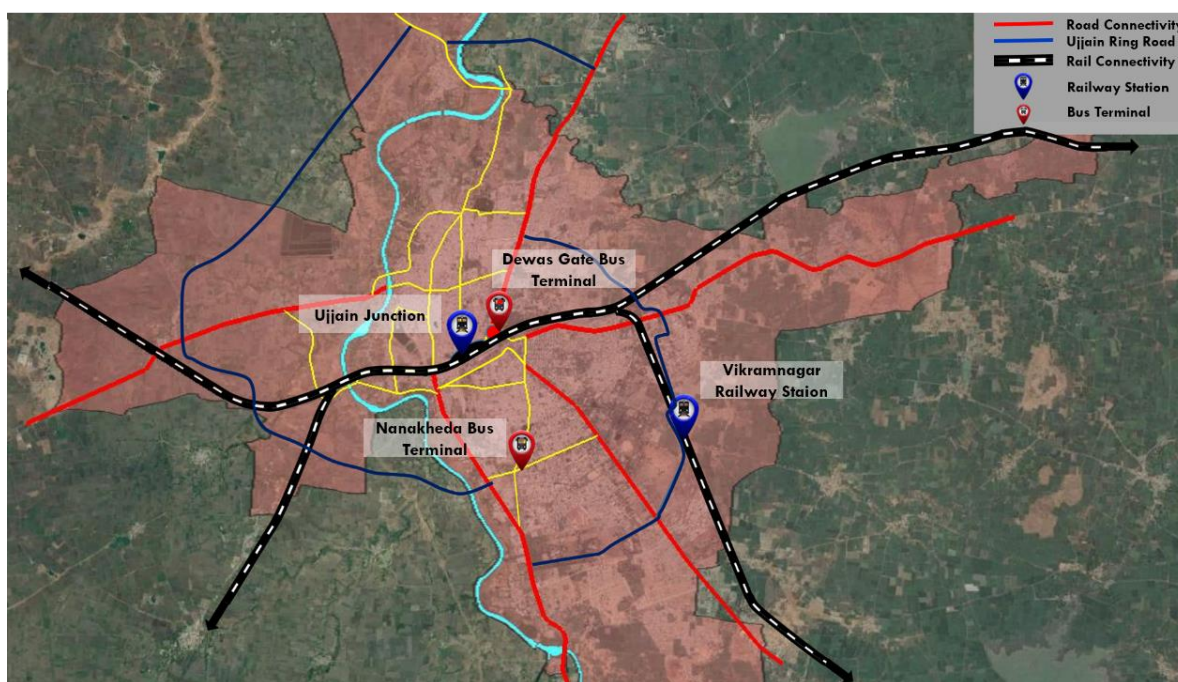 Road Connectivity
Ujjain Ring Road
Rail Connectivity
Railway Station
Bus Terminal
Dewas Gate Bus
Terminal
Ujjain Junction
Vikramnagar
Railway Staion
Nanakheda Bus
Terminal